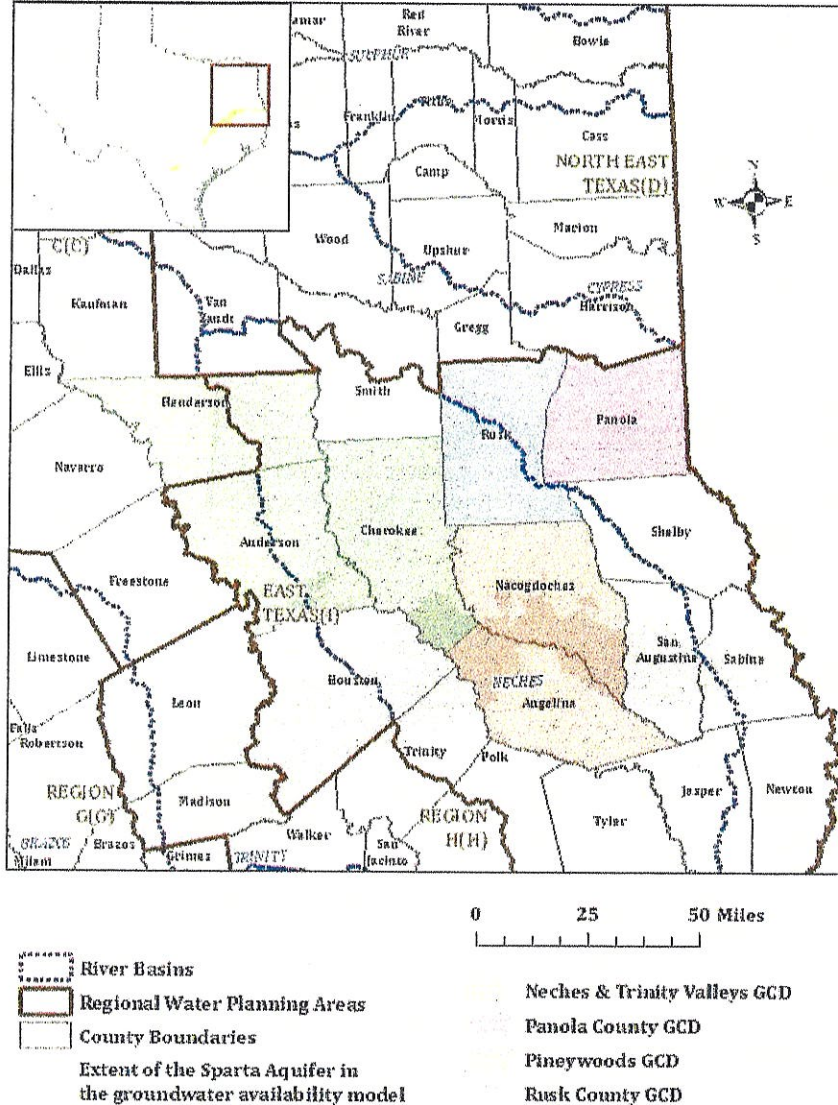 Red
River
Bowie
SULPHUR
Franklin
Titus
Morris
Cass
NORTH EAST
TEXAS(D)
Camp
N
W
E
S
Wood
Upshur
Marion
C(C)
Dallas
SABINE
CYPRESS
Kaufman
Van
Zandt
Gregg
Harrison
Ellis
Smith
Henderson
Rusk
Panola
Navarro
Anderson
Cherokee
Shelby
Freestone
EAST
TEXAS(I)
Nacogdoches
Limestone
San
Augustine
Sabine
Houston
NECHES
Leon
Angelina
Falls
Robertson
Trinity
Polk
REGION
G(G)
Madison
REGION
H(H)
Jasper
Newton
Walker
Tyler
BRAZOS
Milam
Brazos
Grimes
TRINITY
San
Jacinto
0 25 50 Miles
River Basins
Regional Water Planning Areas
County Boundaries
Extent of the Sparta Aquifer in
the groundwater availability model
Neches & Trinity Valleys GCD
Panola County GCD
Pineywoods GCD
Rusk County GCD